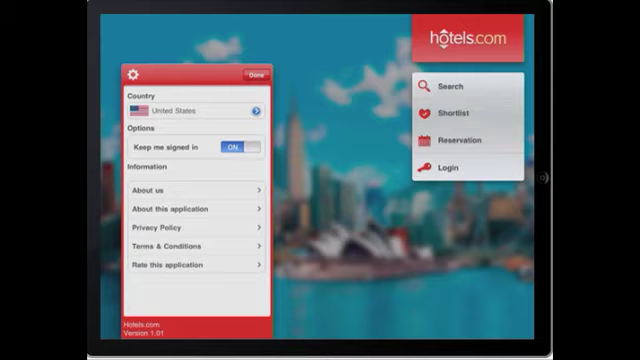 hotels.com
Done
Country
United States
Options
Keep me signed in
ON
Information
About us
About this application
Privacy Policy
Terms & Conditions
Rate this application
Hotels.com
Version 1.01
Search
Shortlist
Reservation
Login